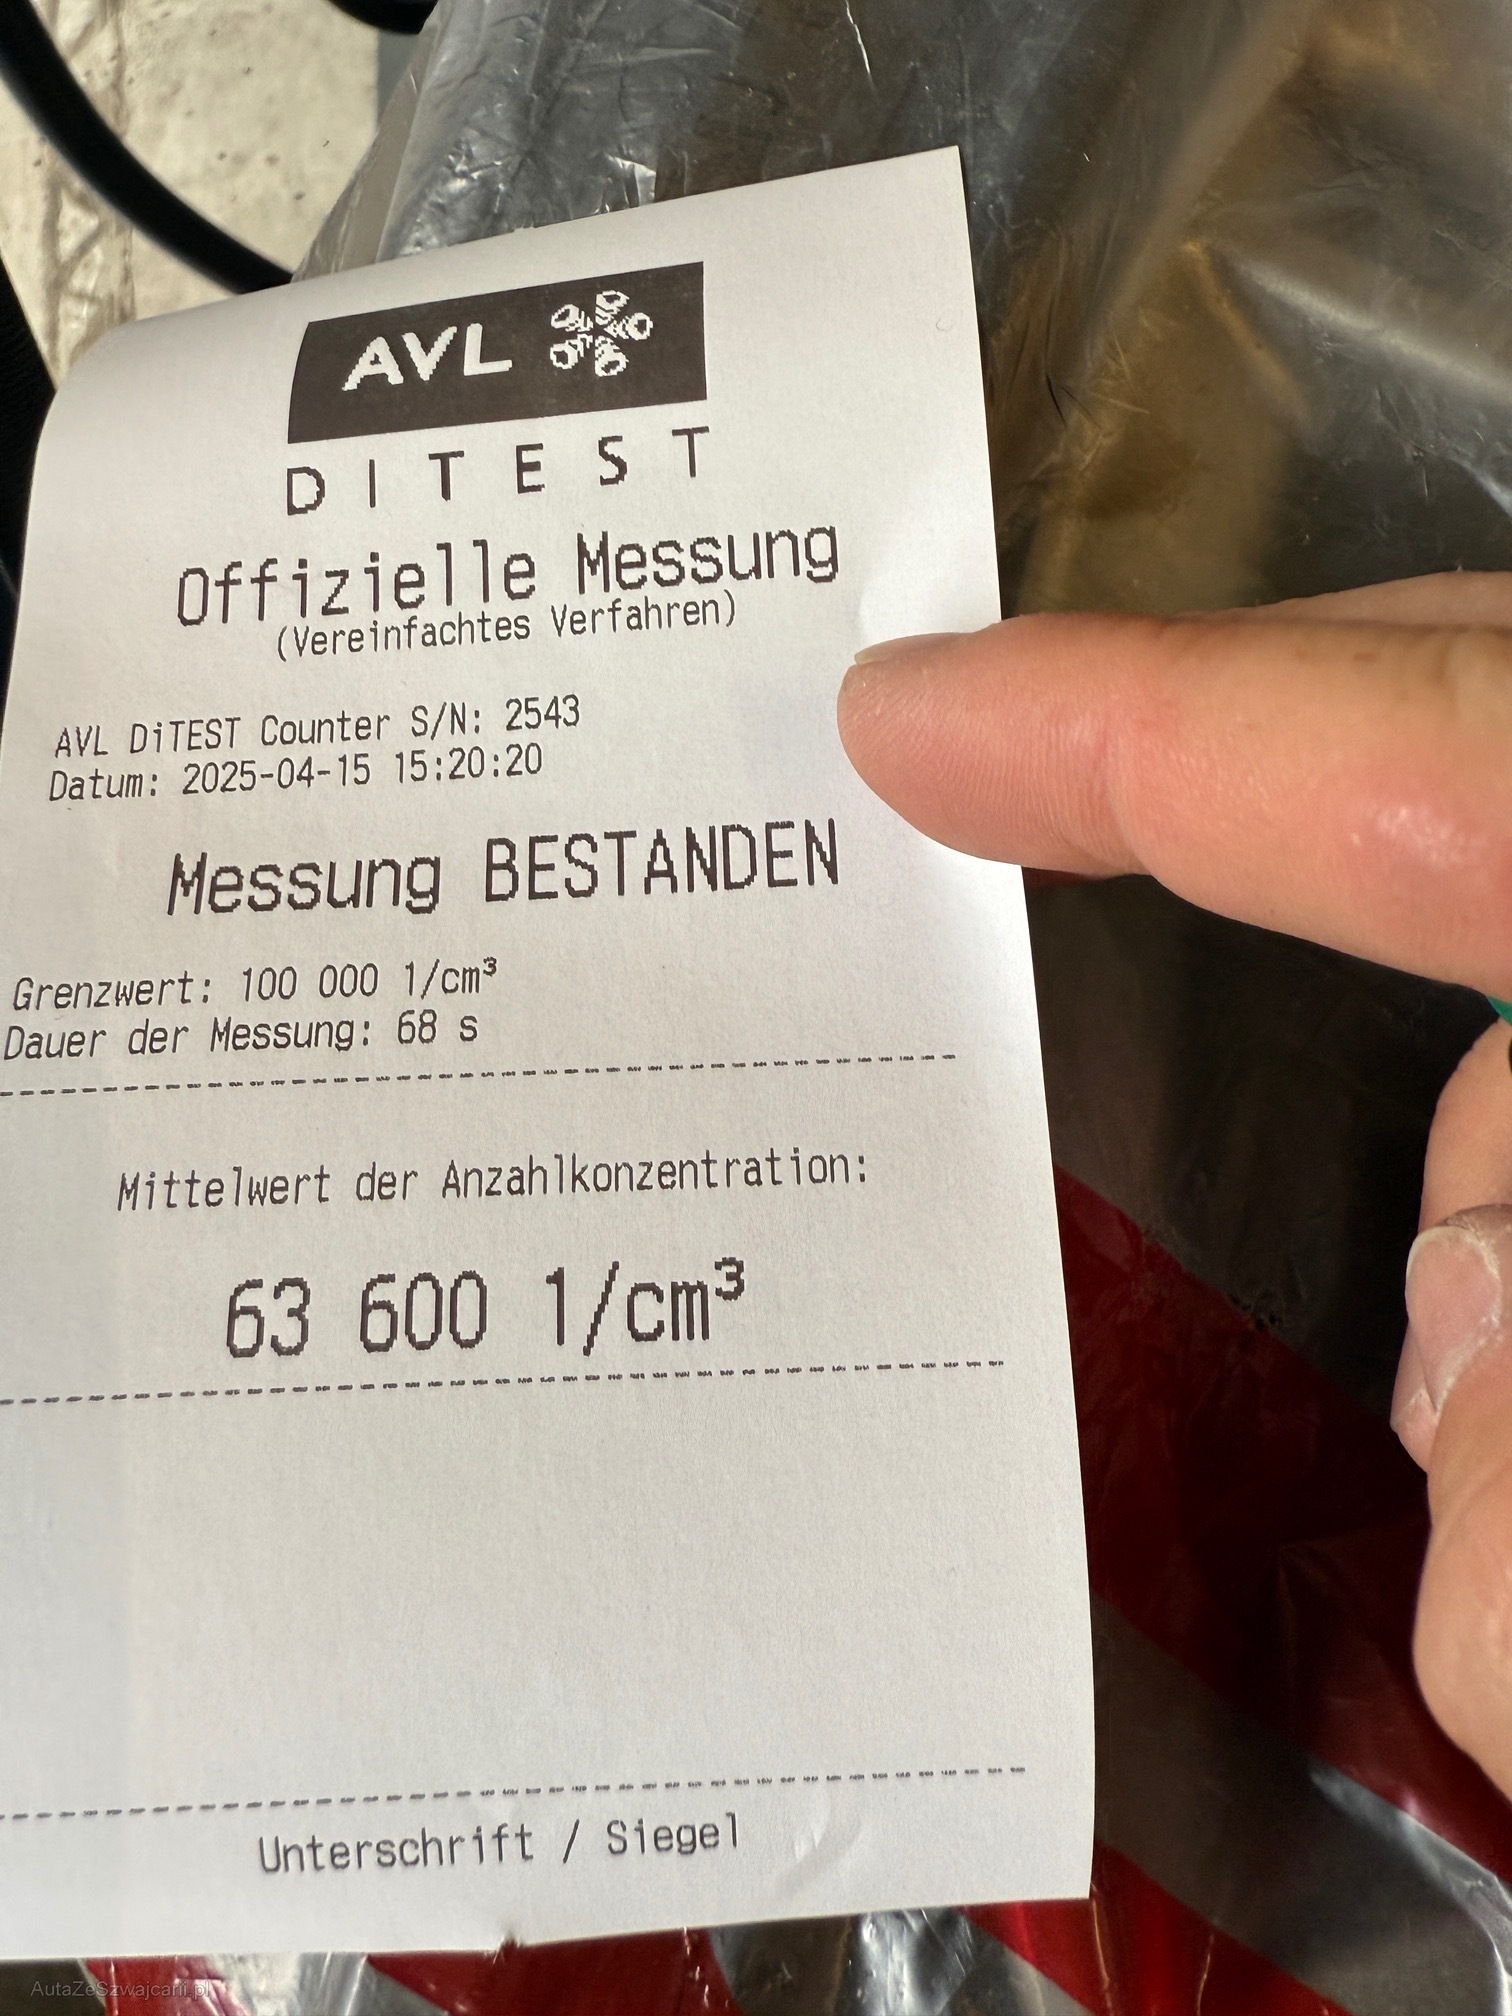 AVL
DITEST
Offizielle Messung
(Vereinfachtes Verfahren)
AVL DiTEST Counter S/N: 2543
Datum: 2025-04-15 15:20:20
Messung BESTANDEN
Grenzwert: 100 000 1/cm³
Dauer der Messung: 68 s
Mittelwert der Anzahlkonzentration:
63 600 1/cm³
Unterschrift / Siegel
AutaZeSzwajcarii.pl